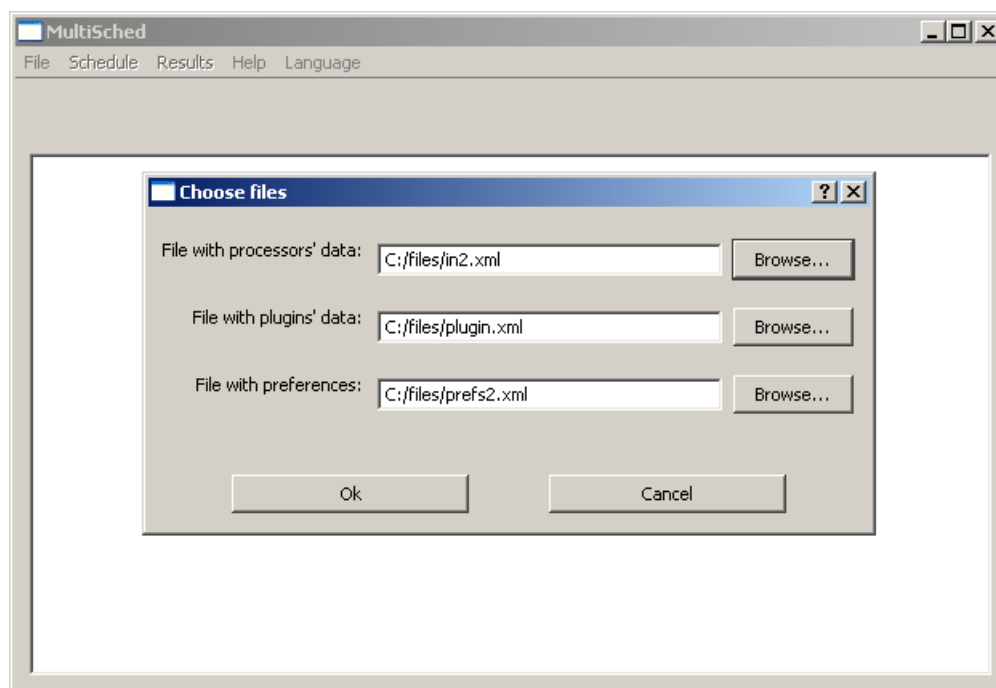 MultiSched
File Schedule Results Help Language
Choose files
File with processors' data: C:/files/in2.xml Browse...
File with plugins' data: C:/files/plugin.xml Browse...
File with preferences: C:/files/prefs2.xml Browse...
Ok Cancel